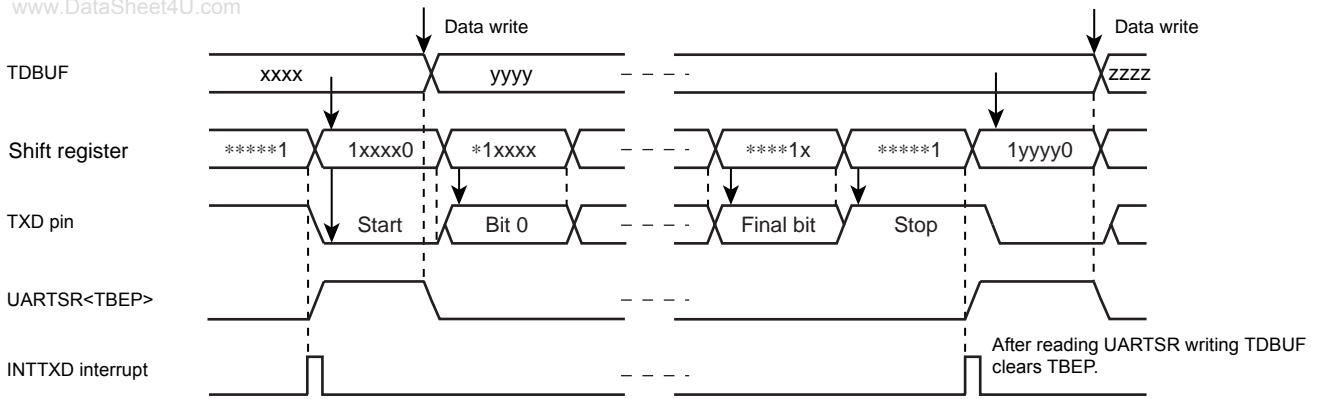 www.DataSheet4U.com
Data write
Data write
TDBUF
xxxx
yyyy
zzzz
Shift register
*****1
1xxxx0
*1xxxx
****1x
*****1
1yyyy0
TXD pin
Start
Bit 0
Final bit
Stop
UARTSR<TBEP>
After reading UARTSR writing TDBUF
clears TBEP.
INTTXD interrupt